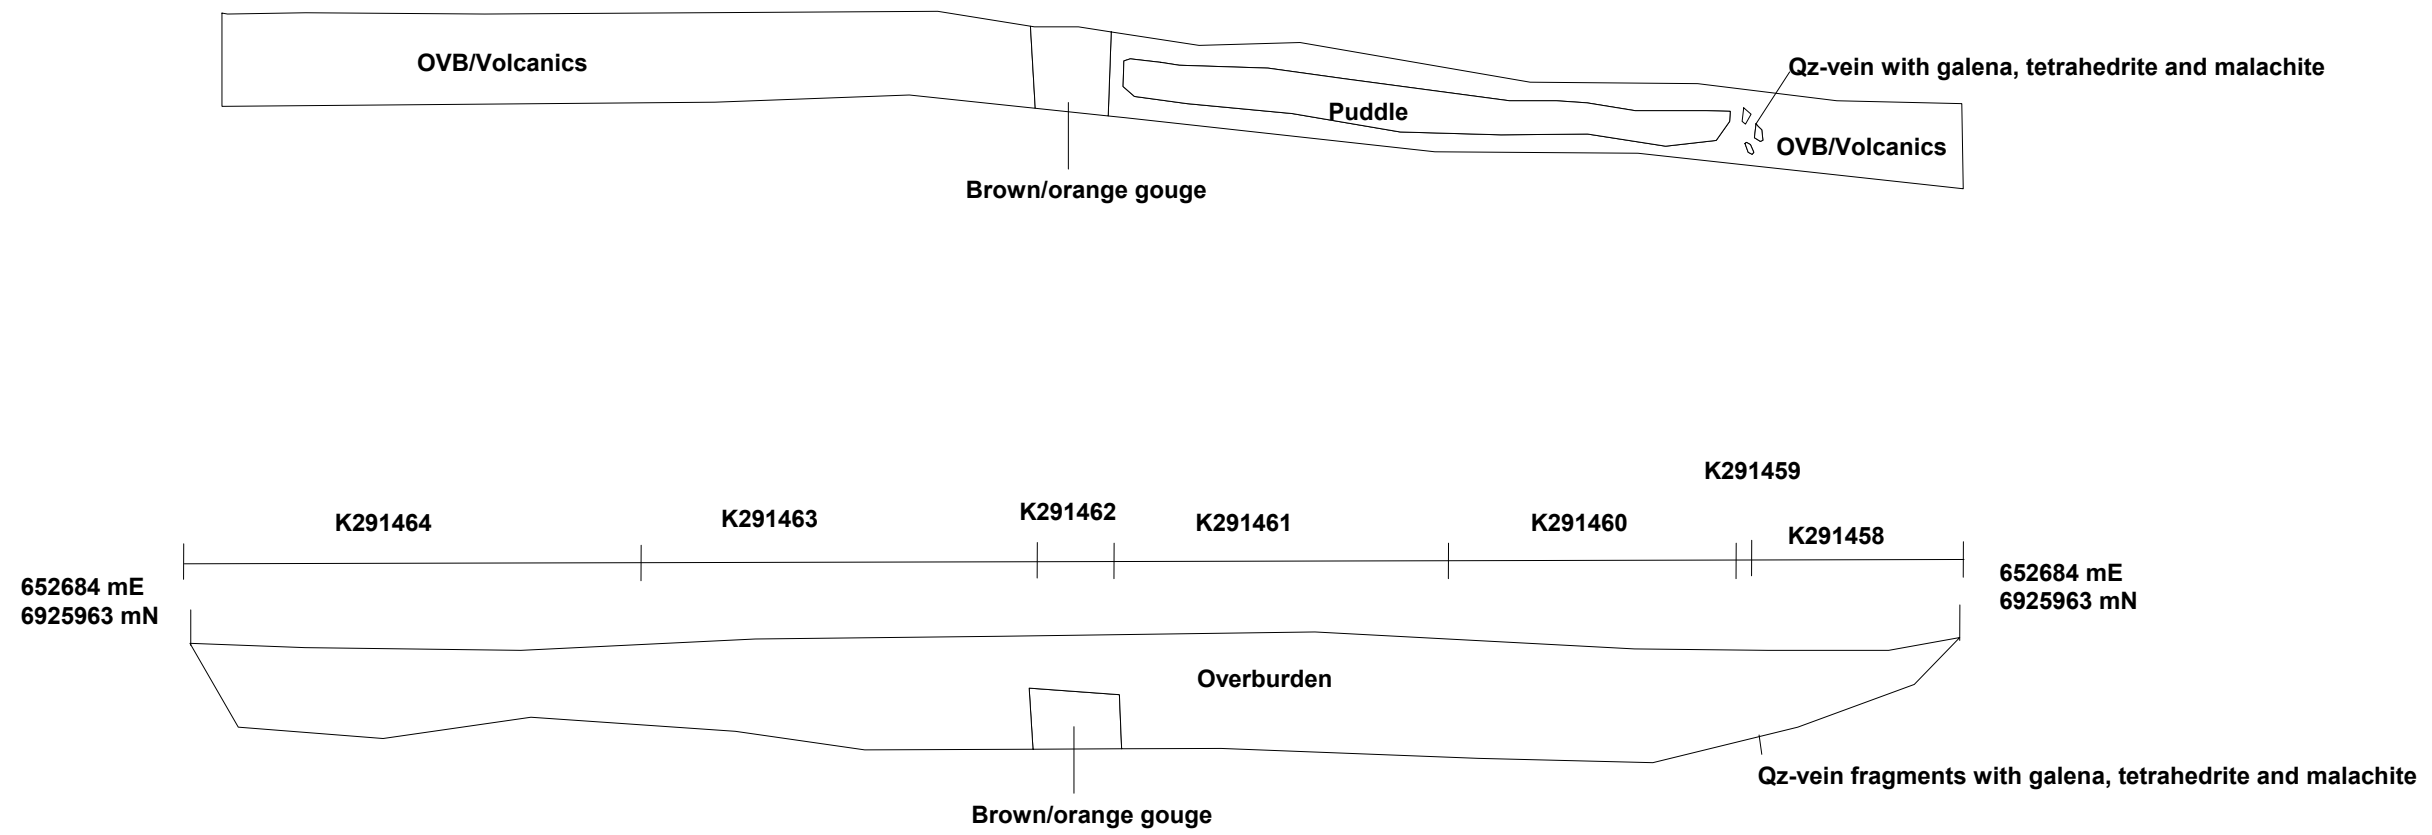 OVB/Volcanics
Qz-vein with galena, tetrahedrite and malachite
Puddle
OVB/Volcanics
Brown/orange gouge
K291459
K291464
K291463
K291462
K291461
K291460
K291458
652684 mE
6925963 mN
652684 mE
6925963 mN
Overburden
Qz-vein fragments with galena, tetrahedrite and malachite
Brown/orange gouge